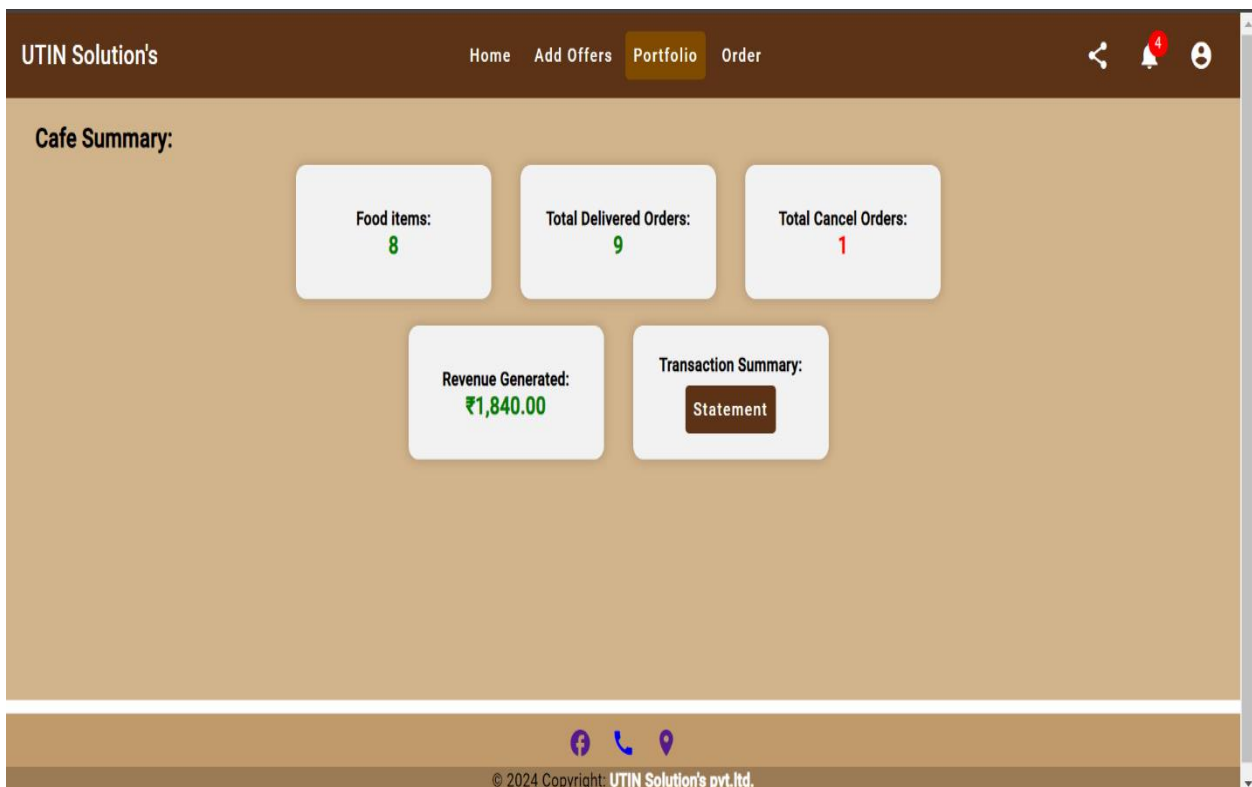 UTIN Solution's
Home Add Offers Portfolio Order
4
Cafe Summary:
Food items:
8
Total Delivered Orders:
9
Total Cancel Orders:
1
Revenue Generated:
₹1,840.00
Transaction Summary:
Statement
© 2024 Copyright: UTIN Solution's pvt.ltd.